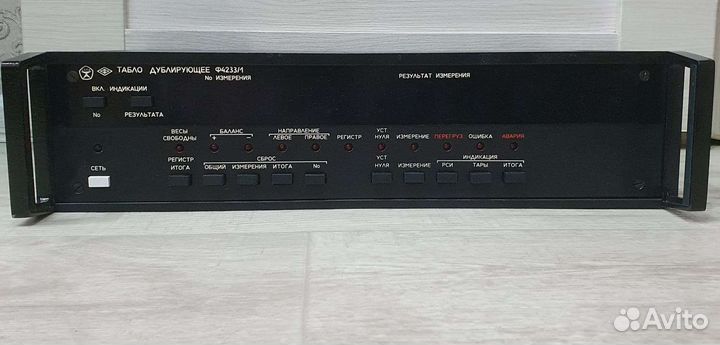 ТАБЛО ДУБЛИРУЮЩЕЕ Ф4233/1
№ ИЗМЕРЕНИЯ
РЕЗУЛЬТАТ ИЗМЕРЕНИЯ
ВКЛ. ИНДИКАЦИИ
№ РЕЗУЛЬТАТА
ВЕСЫ СВОБОДНЫ
БАЛАНС
+ −
НАПРАВЛЕНИЕ
ЛЕВОЕ ПРАВОЕ
РЕГИСТР
УСТ НУЛЯ
ИЗМЕРЕНИЕ
ПЕРЕГРУЗ
ОШИБКА
АВАРИЯ
СЕТЬ
РЕГИСТР ИТОГА
СБРОС
ОБЩИЙ ИЗМЕРЕНИЯ ИТОГА №
УСТ НУЛЯ
ИЗМЕРЕНИЕ
ИНДИКАЦИЯ
РСИ ТАРЫ ИТОГА
Avito